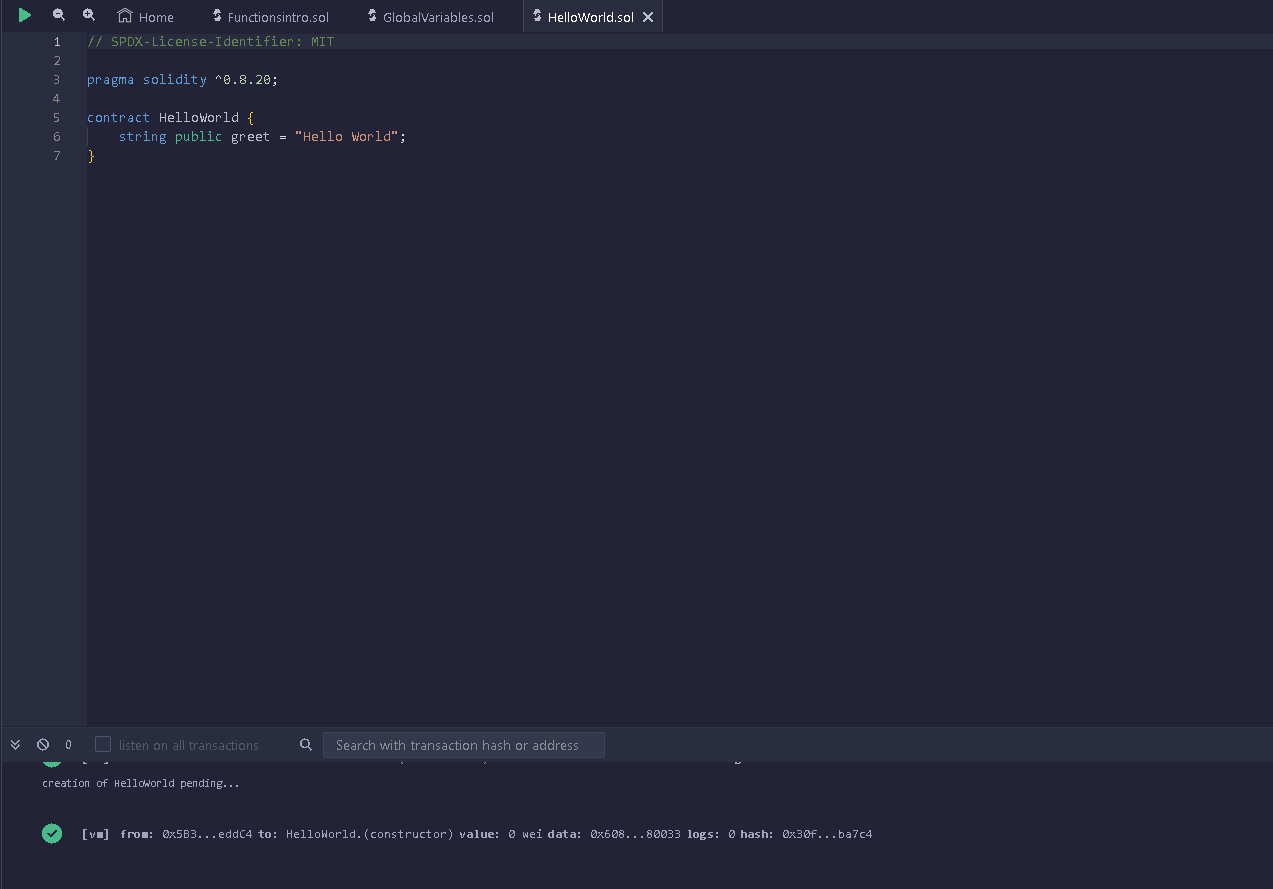 Home Functionsintro.sol GlobalVariables.sol HelloWorld.sol
1 // SPDX-License-Identifier: MIT
2
3 pragma solidity ^0.8.20;
4
5 contract HelloWorld {
6 string public greet = "Hello World";
7 }
0 listen on all transactions Search with transaction hash or address
creation of HelloWorld pending...
[vm] from: 0x5B3...eddC4 to: HelloWorld.(constructor) value: 0 wei data: 0x608...80033 logs: 0 hash: 0x30f...ba7c4